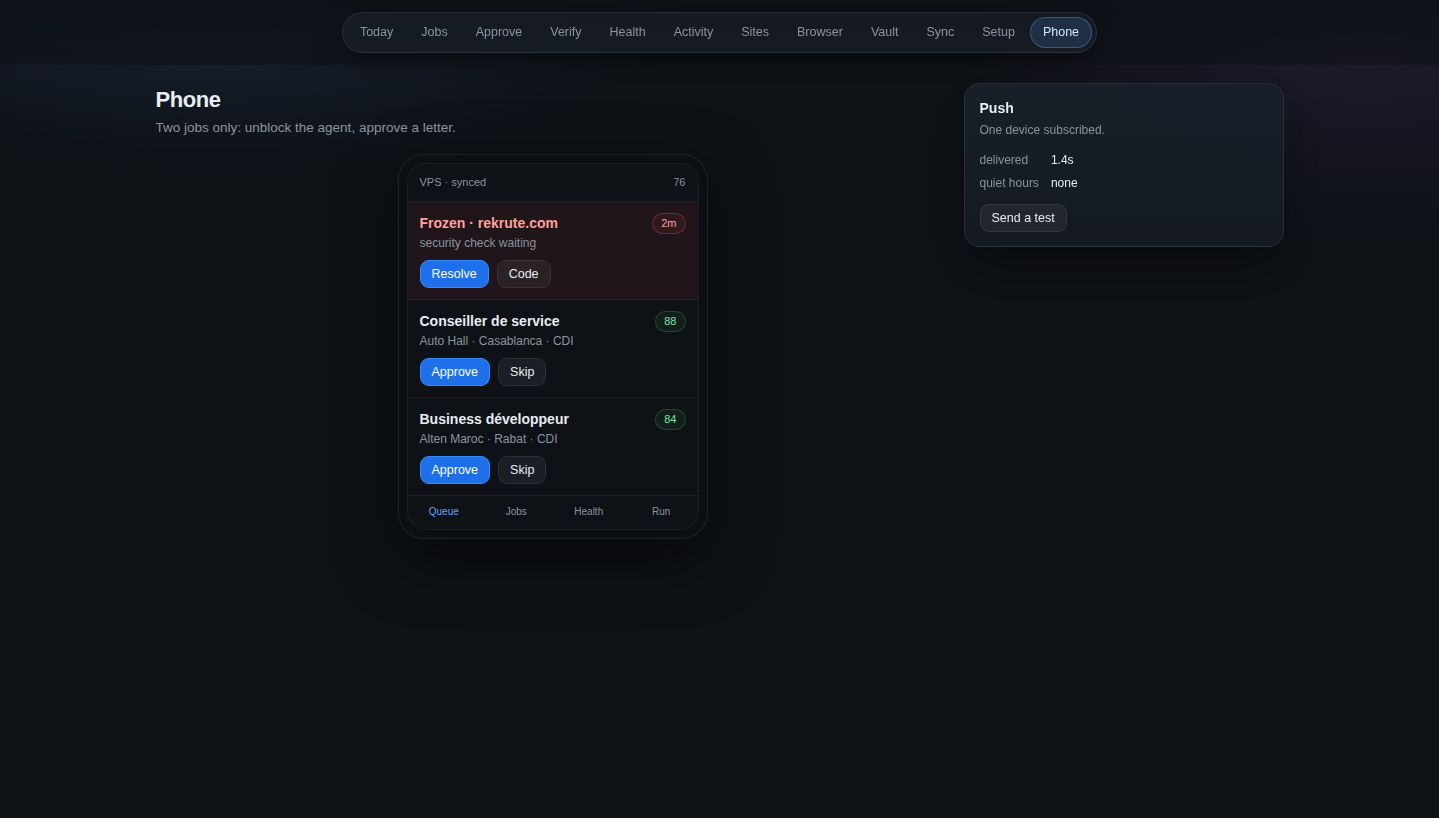 Today Jobs Approve Verify Health Activity Sites Browser Vault Sync Setup Phone
Phone
Two jobs only: unblock the agent, approve a letter.
VPS · synced 76
Frozen · rekrute.com 2m
security check waiting
Resolve Code
Conseiller de service 88
Auto Hall · Casablanca · CDI
Approve Skip
Business développeur 84
Alten Maroc · Rabat · CDI
Approve Skip
Queue Jobs Health Run
Push
One device subscribed.
delivered 1.4s
quiet hours none
Send a test